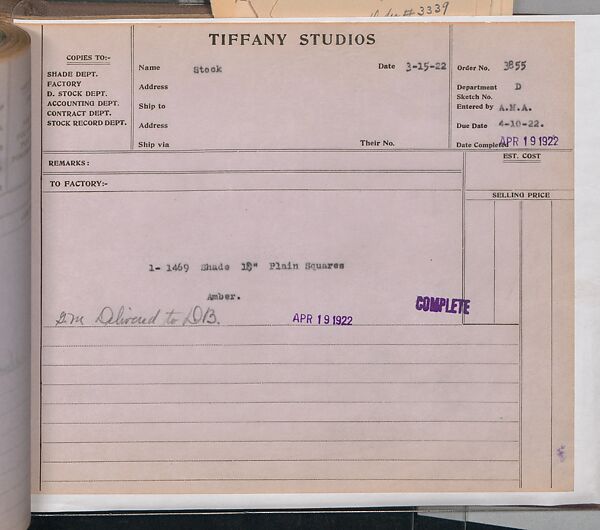 # 3339
TIFFANY STUDIOS
COPIES TO:-
SHADE DEPT.
FACTORY
D. STOCK DEPT.
ACCOUNTING DEPT.
CONTRACT DEPT.
STOCK RECORD DEPT.
Name Stock Date 3-15-22
Address
Ship to
Address
Ship via Their No.
Order No. 3855
Department D
Sketch No.
Entered by A.M.A.
Due Date 4-10-22.
Date Completed APR 19 1922
REMARKS: EST. COST
TO FACTORY:-
SELLING PRICE
1- 1469 Shade Plain Squares
Amber.
Delivered to DB. APR 19 1922 COMPLETE